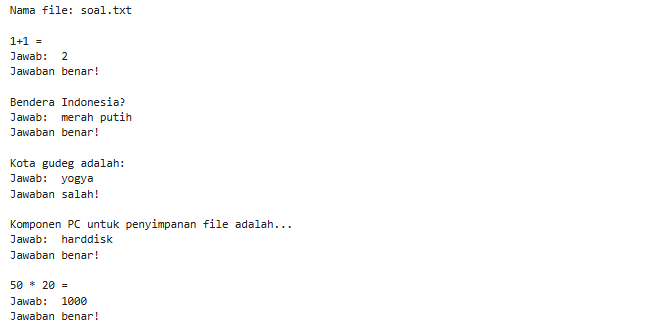 Nama file: soal.txt
1+1 =
Jawab:  2
Jawaban benar!
Bendera Indonesia?
Jawab:  merah putih
Jawaban benar!
Kota gudeg adalah:
Jawab:  yogya
Jawaban salah!
Komponen PC untuk penyimpanan file adalah...
Jawab:  harddisk
Jawaban benar!
50 * 20 =
Jawab:  1000
Jawaban benar!